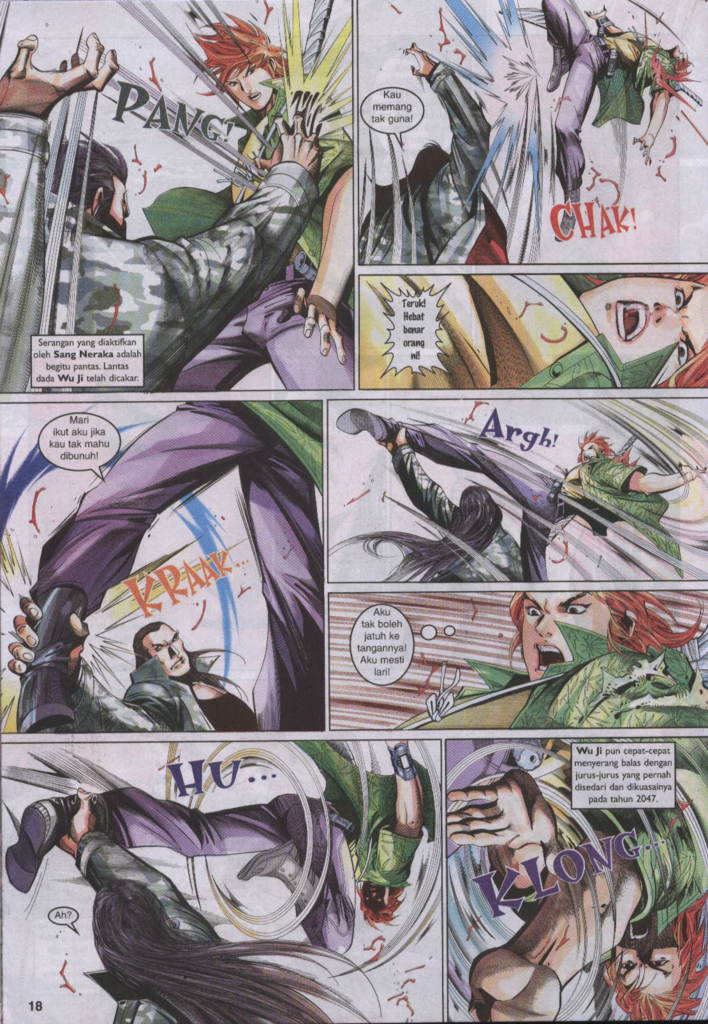 PANG!
Serangan yang diaktifkan
oleh Sang Neraka adalah
begitu pantas. Lantas
dada Wu Ji telah dicakar.
Kau
memang
tak guna!
CHAK!
Teruk!
Hebat
benar
orang
ni!
Mari
ikut aku jika
kau tak mahu
dibunuh!
KRAAK...
Argh!
Aku
tak boleh
jatuh ke
tangannya!
Aku mesti
lari!
HU...
Ah?
Wu Ji pun cepat-cepat
menyerang balas dengan
jurus-jurus yang pernah
disedari dan dikuasainya
pada tahun 2047.
KLONG...
18